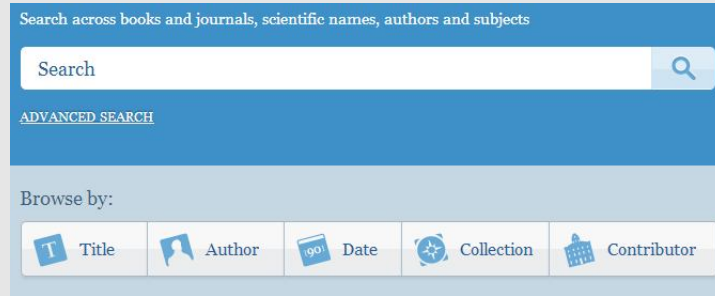 Search across books and journals, scientific names, authors and subjects
Search
ADVANCED SEARCH
Browse by:
T Title Author 1901 Date Collection Contributor